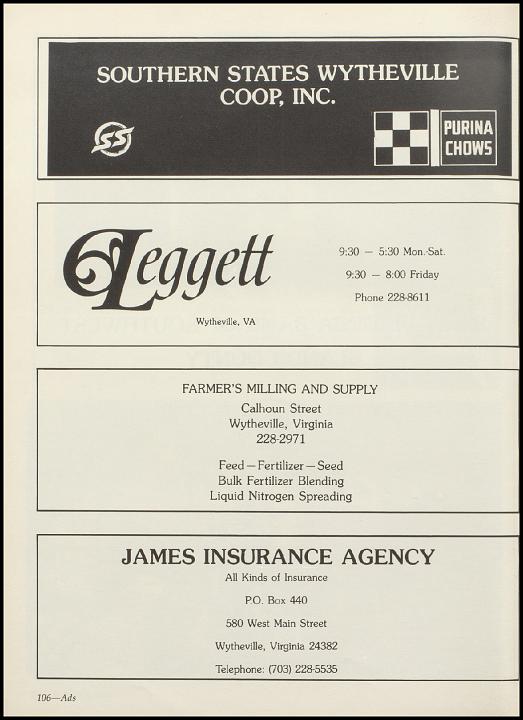 SOUTHERN STATES WYTHEVILLE
COOP, INC.
SS
PURINA
CHOWS
Leggett
Wytheville, VA
9:30 — 5:30 Mon.-Sat.
9:30 — 8:00 Friday
Phone 228-8611
FARMER'S MILLING AND SUPPLY
Calhoun Street
Wytheville, Virginia
228-2971
Feed—Fertilizer—Seed
Bulk Fertilizer Blending
Liquid Nitrogen Spreading
JAMES INSURANCE AGENCY
All Kinds of Insurance
P.O. Box 440
580 West Main Street
Wytheville, Virginia 24382
Telephone: (703) 228-5535
106—Ads